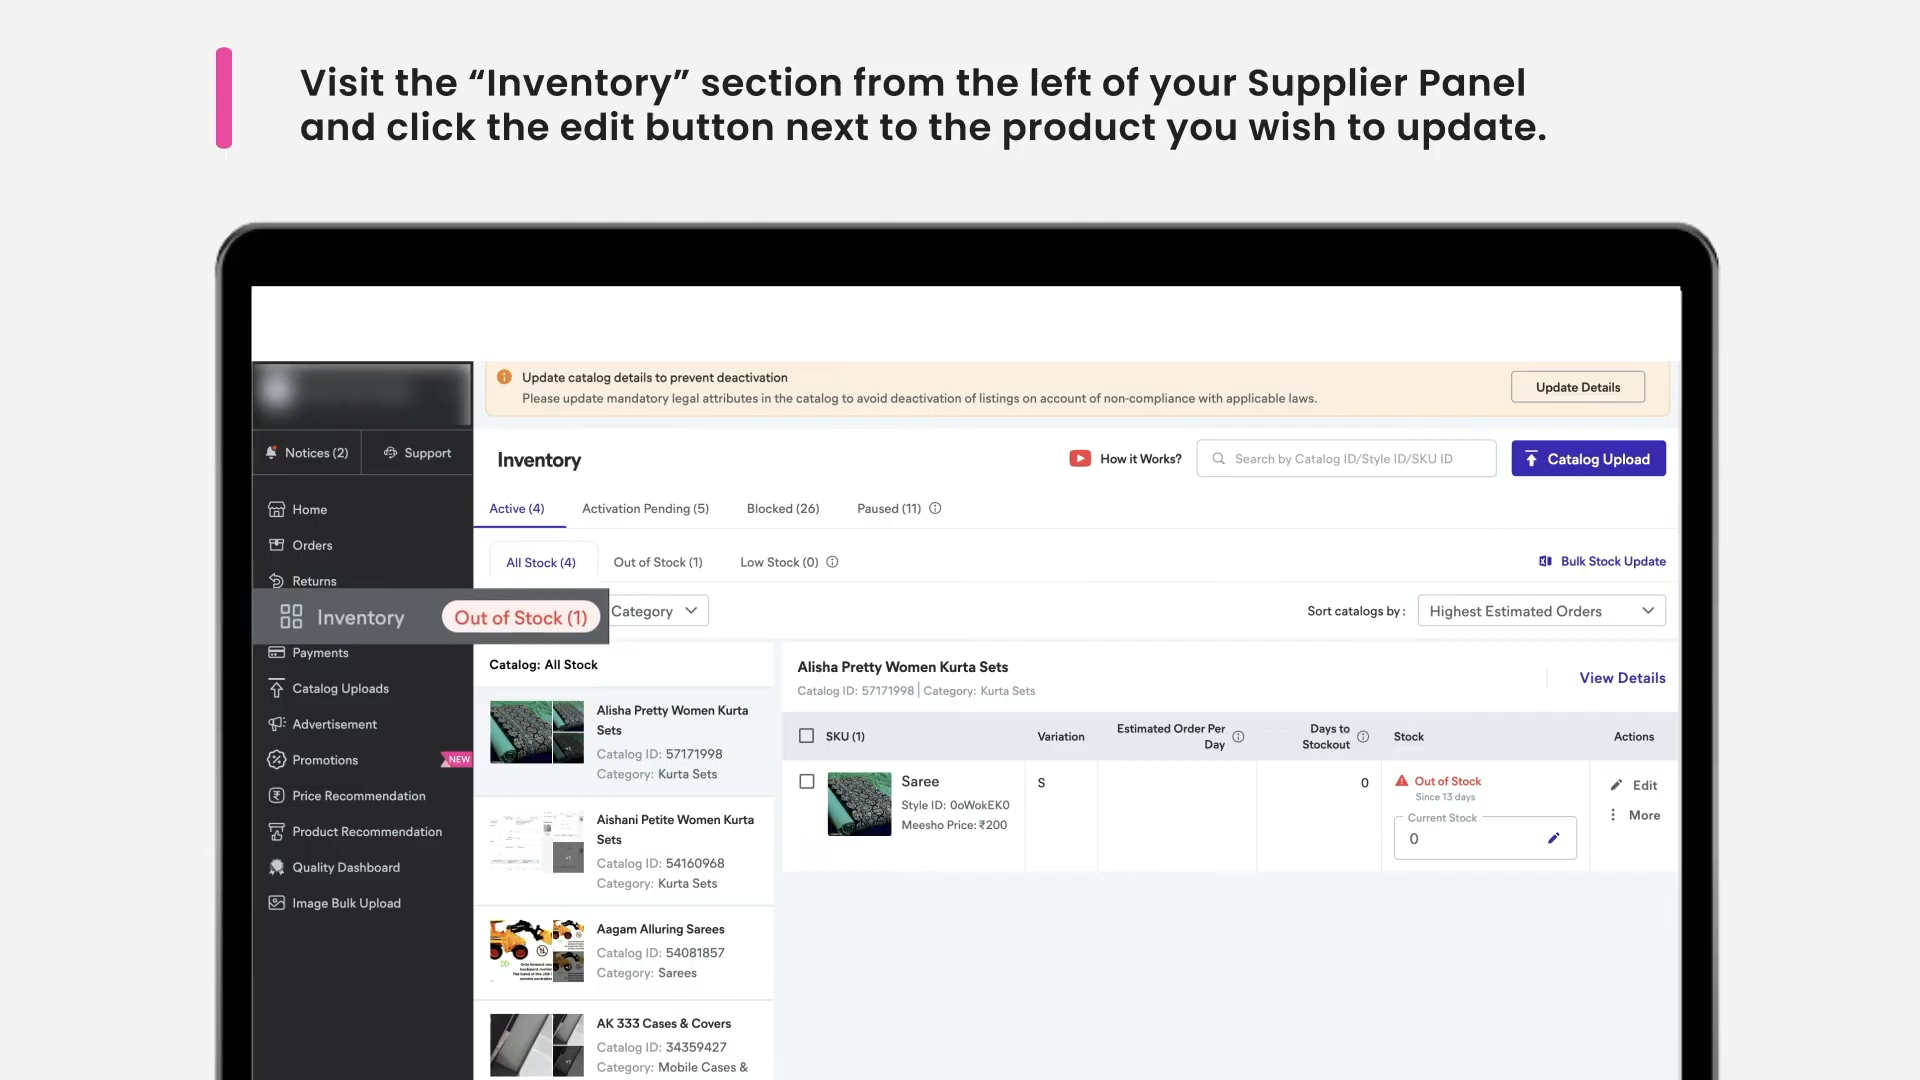 Visit the “Inventory” section from the left of your Supplier Panel
and click the edit button next to the product you wish to update.
Update catalog details to prevent deactivation
Please update mandatory legal attributes in the catalog to avoid deactivation of listings on account of non-compliance with applicable laws.
Update Details
Notices (2)
Support
Inventory
How it Works?
Search by Catalog ID/Style ID/SKU ID
Catalog Upload
Home
Orders
Returns
Inventory
Out of Stock (1)
Payments
Catalog Uploads
Advertisement
Promotions
NEW
Price Recommendation
Product Recommendation
Quality Dashboard
Image Bulk Upload
Active (4)
Activation Pending (5)
Blocked (26)
Paused (11)
All Stock (4)
Out of Stock (1)
Low Stock (0)
Bulk Stock Update
Category
Sort catalogs by :
Highest Estimated Orders
Catalog: All Stock
Alisha Pretty Women Kurta
Sets
Catalog ID: 57171998
Category: Kurta Sets
Aishani Petite Women Kurta
Sets
Catalog ID: 54160968
Category: Kurta Sets
Aagam Alluring Sarees
Catalog ID: 54081857
Category: Sarees
AK 333 Cases & Covers
Catalog ID: 34359427
Category: Mobile Cases &
Alisha Pretty Women Kurta Sets
Catalog ID: 57171998 | Category: Kurta Sets
View Details
SKU (1)
Variation
Estimated Order Per
Day
Days to
Stockout
Stock
Actions
Saree
Style ID: 0oWokEK0
Meesho Price: ₹200
S
0
Out of Stock
Since 13 days
Current Stock
0
Edit
More